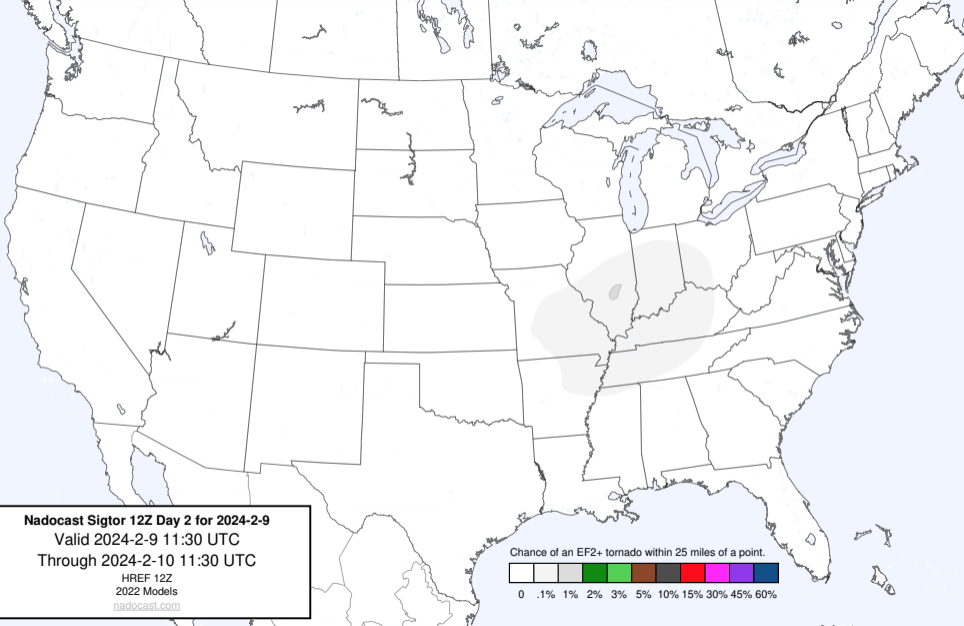 Nadocast Sigtor 12Z Day 2 for 2024-2-9
Valid 2024-2-9 11:30 UTC
Through 2024-2-10 11:30 UTC
HREF 12Z
2022 Models
nadocast.com
Chance of an EF2+ tornado within 25 miles of a point.
0 .1% 1% 2% 3% 5% 10% 15% 30% 45% 60%